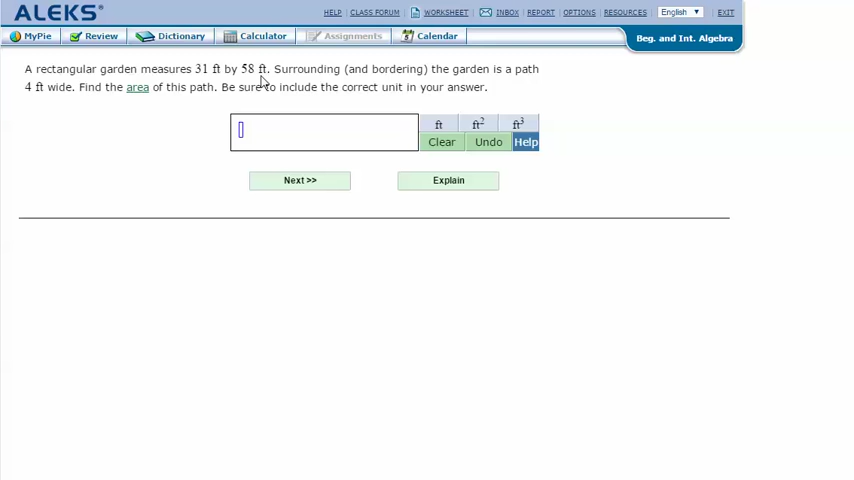 ALEKS®
HELP | CLASS FORUM | WORKSHEET INBOX | REPORT | OPTIONS | RESOURCES English ▼ EXIT
MyPie Review Dictionary Calculator Assignments Calendar Beg. and Int. Algebra
A rectangular garden measures 31 ft by 58 ft. Surrounding (and bordering) the garden is a path
4 ft wide. Find the area of this path. Be sure to include the correct unit in your answer.
ft ft² ft³
Clear Undo Help
Next >> Explain